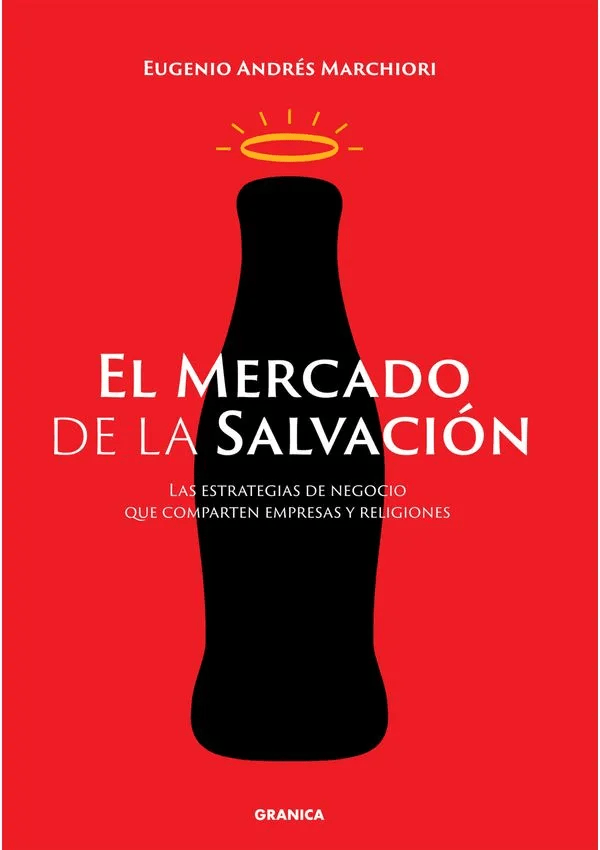 Eugenio Andrés Marchiori
El Mercado
de la Salvación
Las estrategias de negocio
que comparten empresas y religiones
GRANICA